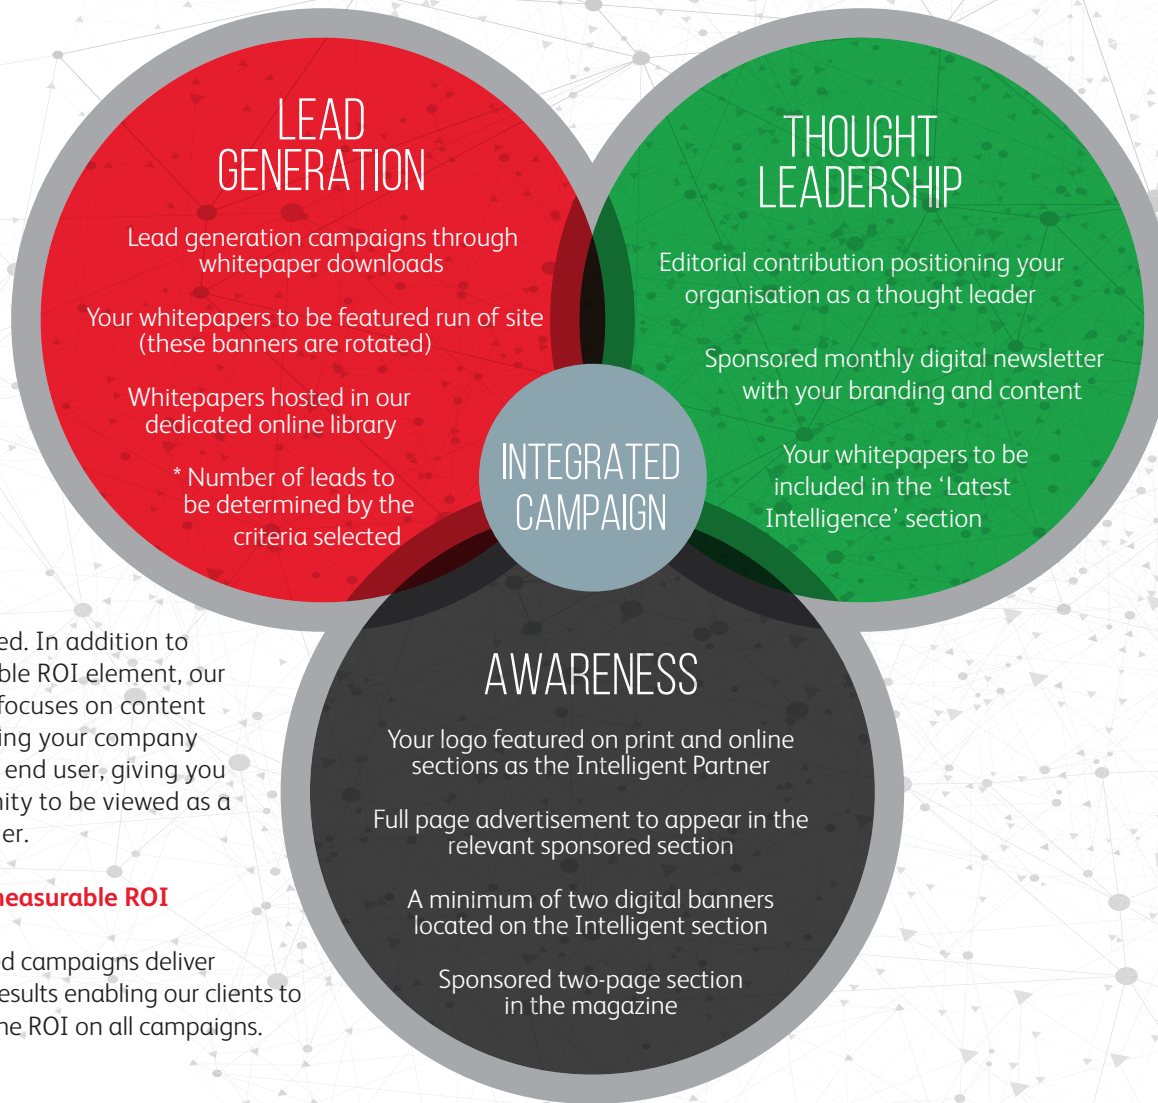 LEAD
GENERATION
Lead generation campaigns through
whitepaper downloads
Your whitepapers to be featured run of site
(these banners are rotated)
Whitepapers hosted in our
dedicated online library
* Number of leads to
be determined by the
criteria selected
THOUGHT
LEADERSHIP
Editorial contribution positioning your
organisation as a thought leader
Sponsored monthly digital newsletter
with your branding and content
Your whitepapers to be
included in the ‘Latest
Intelligence’ section
INTEGRATED
CAMPAIGN
AWARENESS
Your logo featured on print and online
sections as the Intelligent Partner
Full page advertisement to appear in the
relevant sponsored section
A minimum of two digital banners
located on the Intelligent section
Sponsored two-page section
in the magazine
In addition to
ROI element, our
focuses on content
your company
end user, giving you
to be viewed as a
measurable ROI
campaigns deliver
results enabling our clients to
ROI on all campaigns.